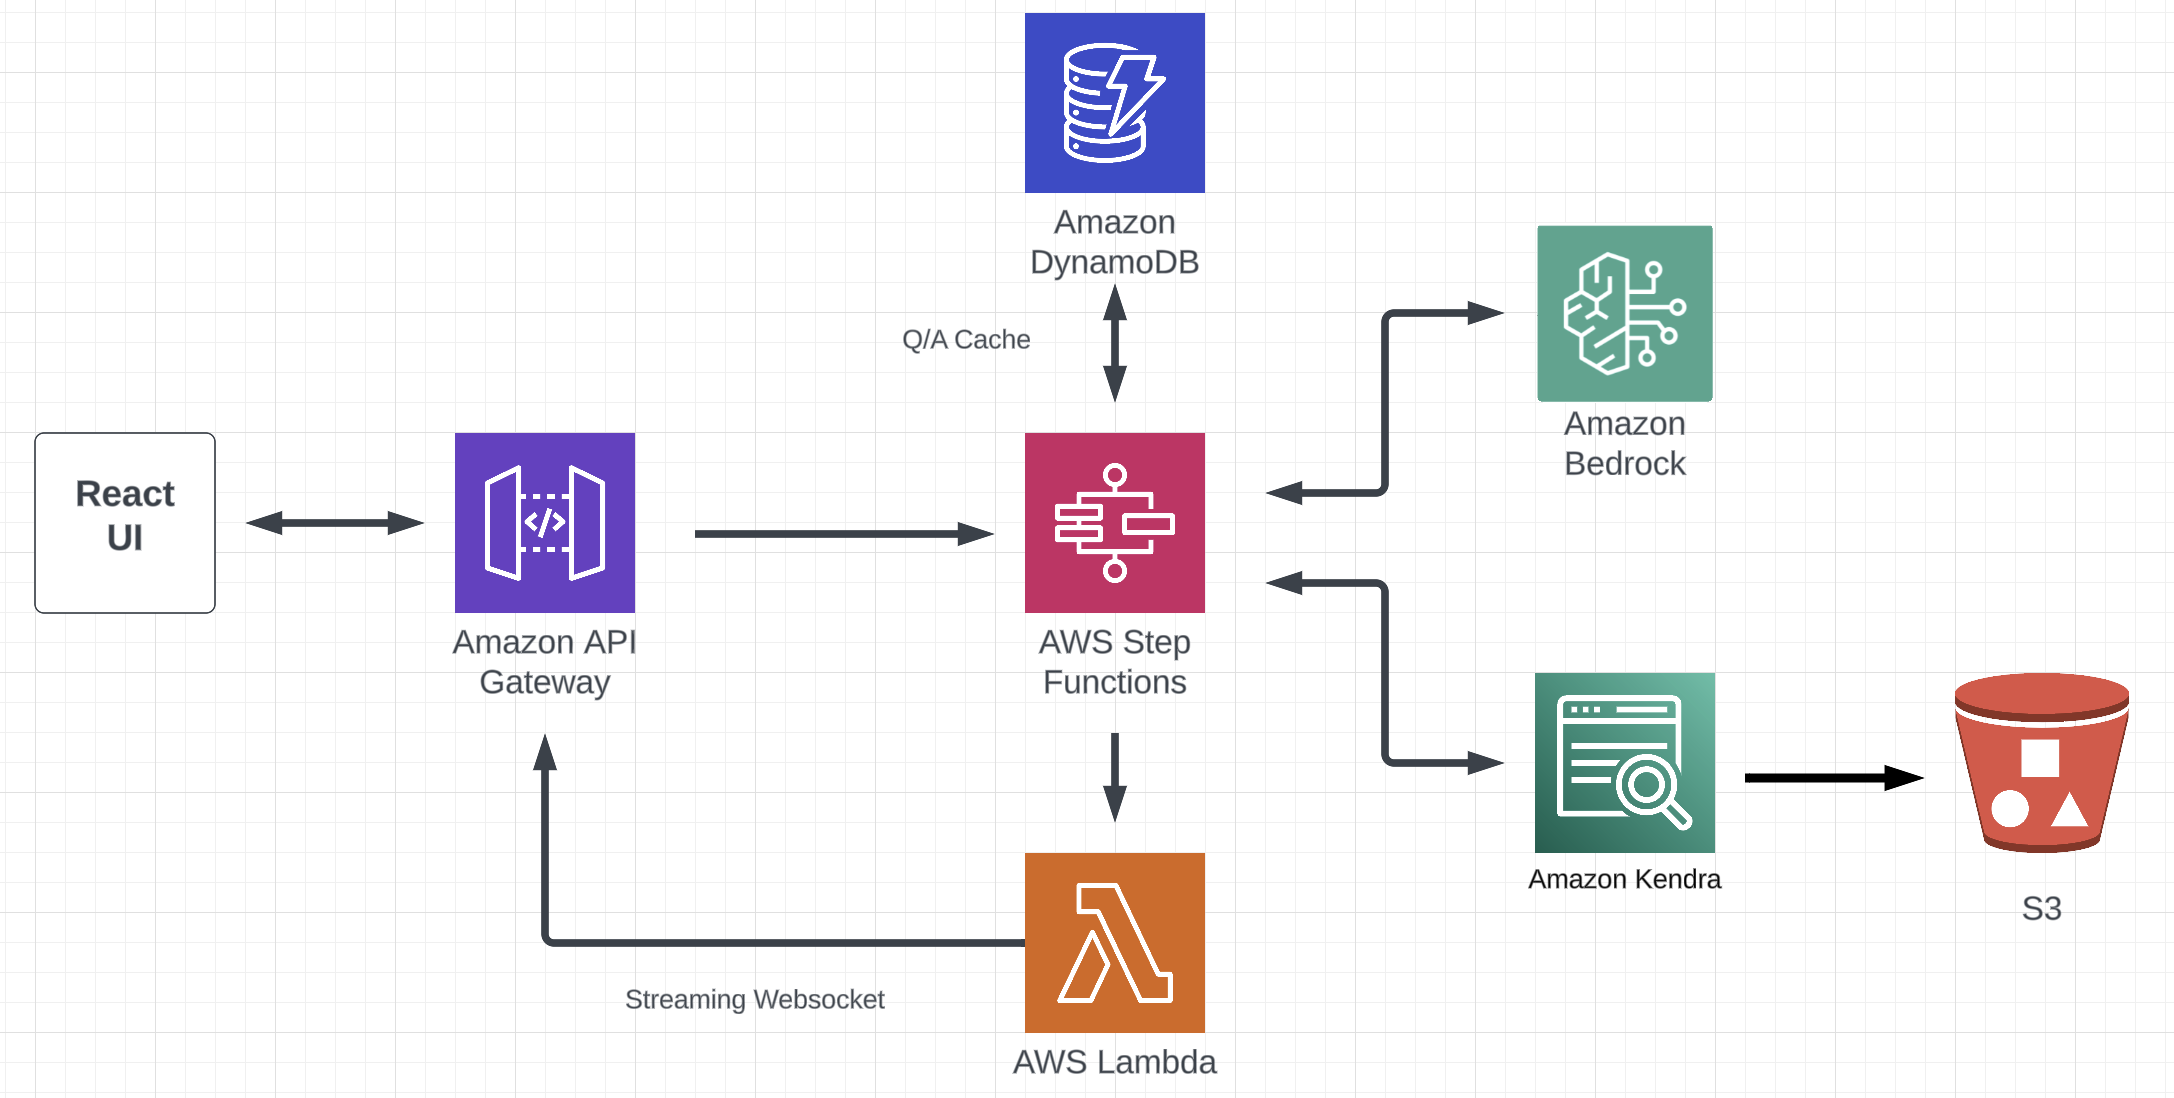 Amazon
DynamoDB
Q/A Cache
Amazon
Bedrock
React
UI
</>
Amazon API
Gateway
AWS Step
Functions
Amazon Kendra
S3
Streaming Websocket
AWS Lambda